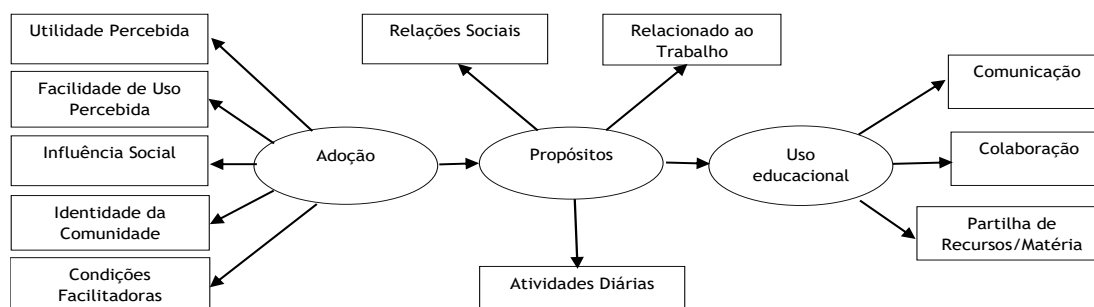 Utilidade Percebida
Facilidade de Uso
Percebida
Influência Social
Identidade da
Comunidade
Condições
Facilitadoras
Adoção
Relações Sociais
Relacionado ao
Trabalho
Propósitos
Atividades Diárias
Uso
educacional
Comunicação
Colaboração
Partilha de
Recursos/Matéria